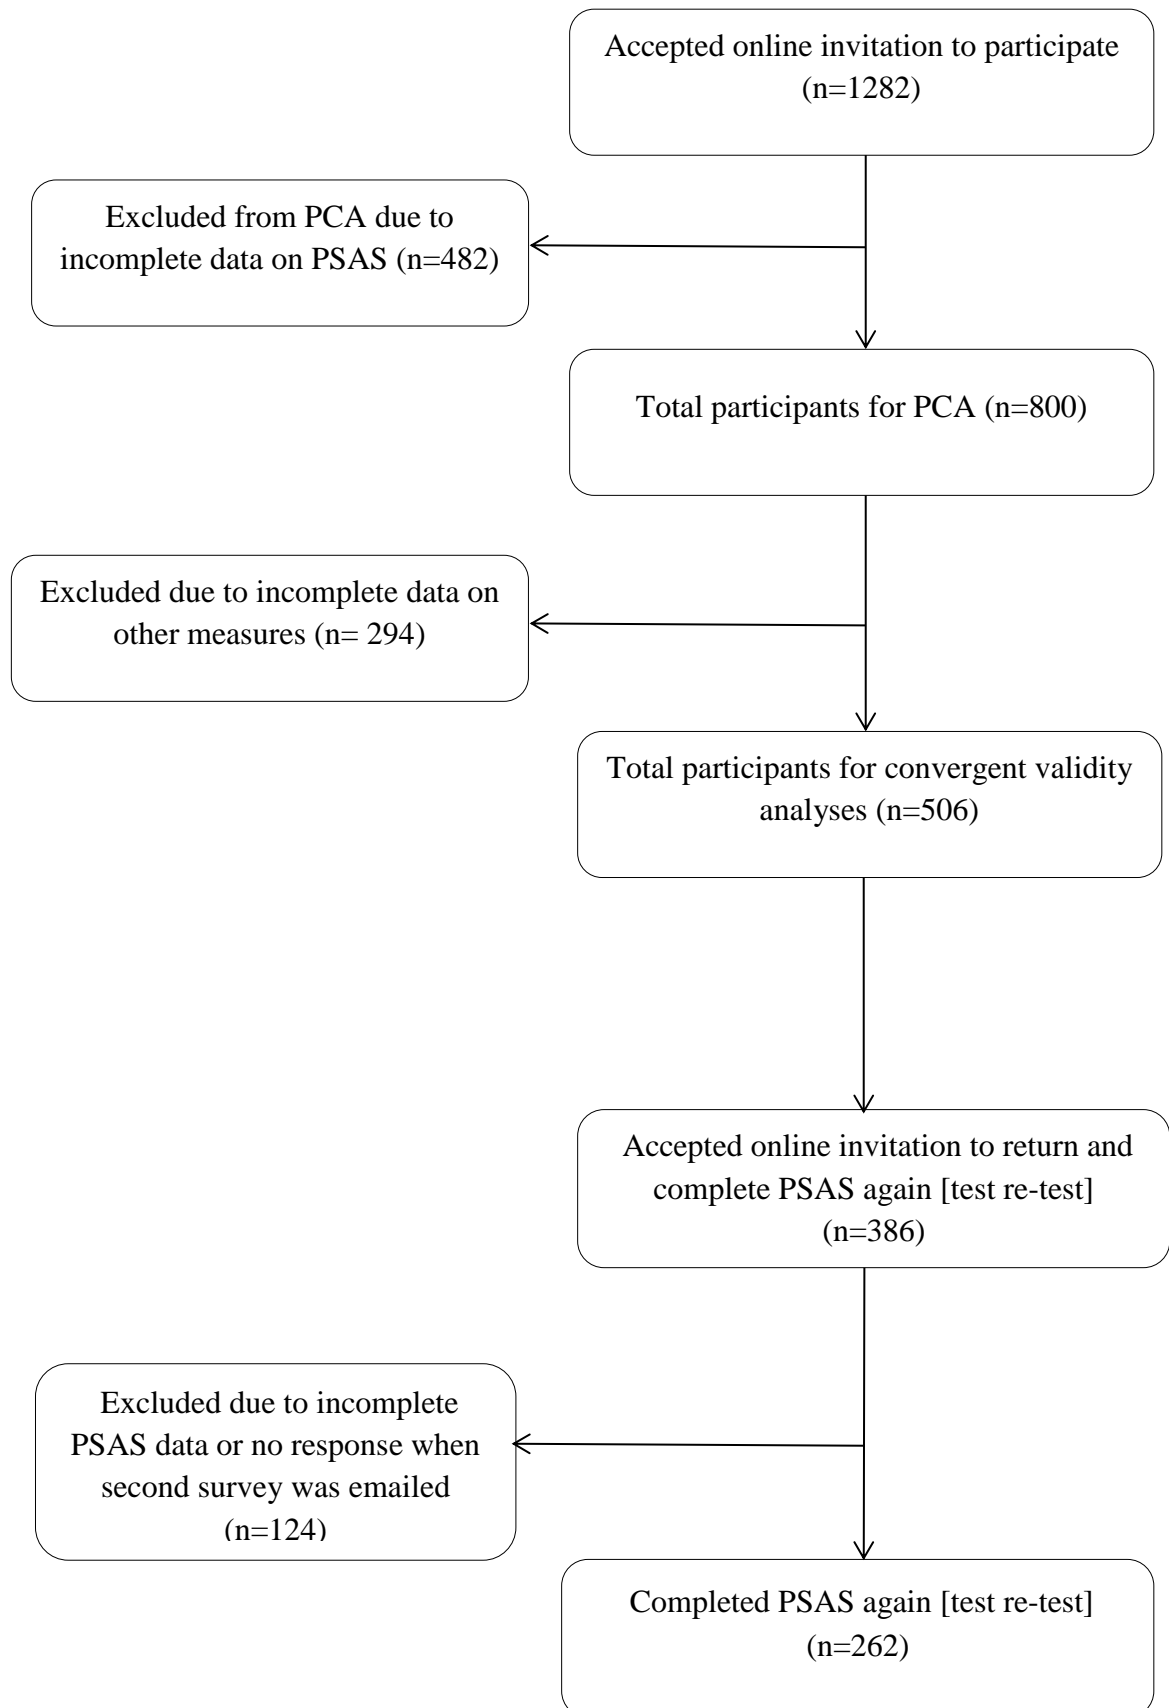 Accepted online invitation to participate
(n=1282)
Excluded from PCA due to
incomplete data on PSAS (n=482)
Total participants for PCA (n=800)
Excluded due to incomplete data on
other measures (n= 294)
Total participants for convergent validity
analyses (n=506)
Accepted online invitation to return and
complete PSAS again [test re-test]
(n=386)
Excluded due to incomplete
PSAS data or no response when
second survey was emailed
(n=124)
Completed PSAS again [test re-test]
(n=262)